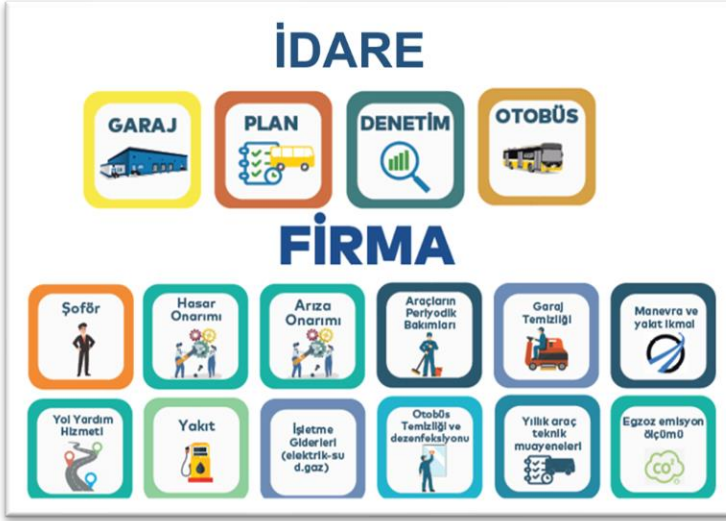 İDARE
GARAJ
PLAN
DENETİM
OTOBÜS
FİRMA
Şoför
Hasar
Onarımı
Arıza
Onarımı
Araçların
Periyodik
Bakımları
Garaj
Temizliği
Manevra ve
yakıt ikmal
Yol Yardım
Hizmeti
Yakıt
İşletme
Giderleri
(elektrik-su
d.gaz)
Otobüs
Temizliği ve
dezenfeksiyonu
Yıllık araç
teknik
muayeneleri
Egzoz emisyon
ölçümü
CO²